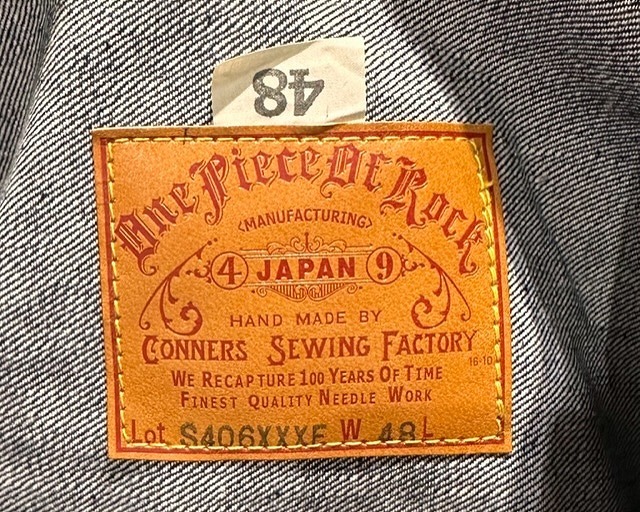 48
One Piece Of Rock
<MANUFACTURING>
4 JAPAN 9
HAND MADE BY
CONNERS SEWING FACTORY
16-10
WE RECAPTURE 100 YEARS OF TIME
FINEST QUALITY NEEDLE WORK
Lot S406XXXE W 48 L